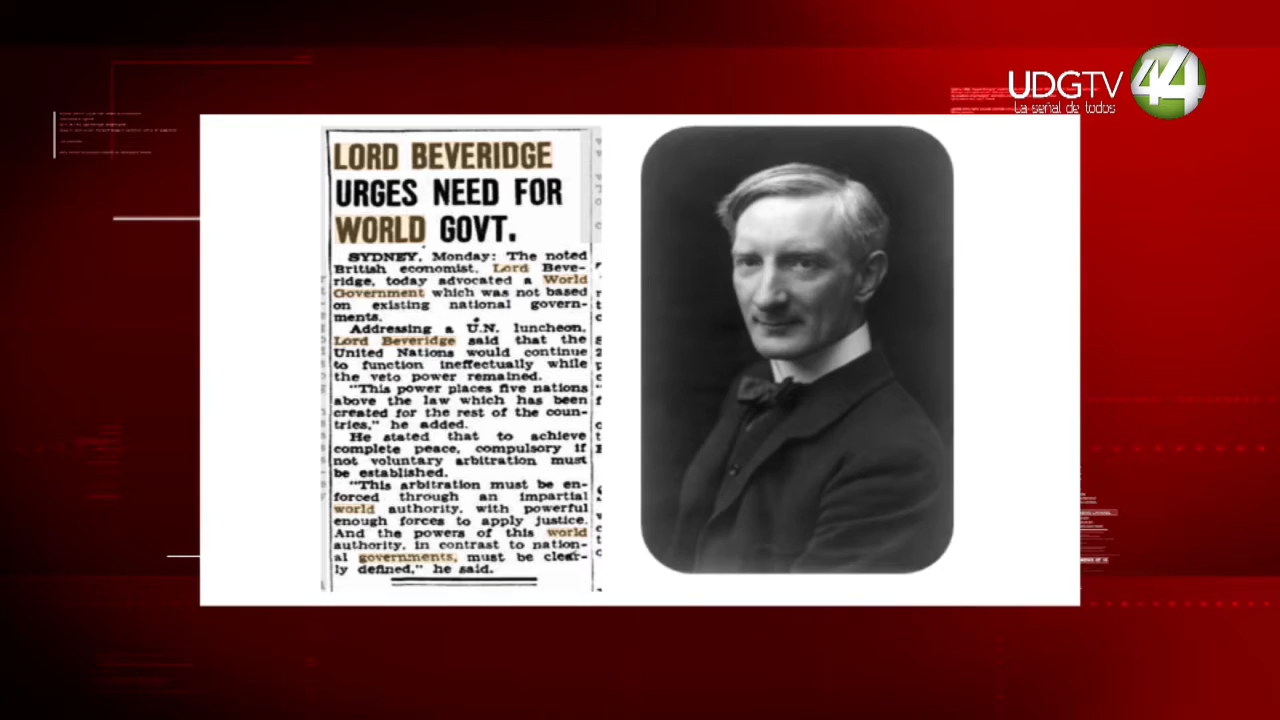 UDGTV 44
La señal de todos
LORD BEVERIDGE
URGES NEED FOR
WORLD GOVT.
SYDNEY, Monday: The noted
British economist, Lord Beve-
ridge, today advocated a World
Government which was not based
on existing national govern-
ments.
Addressing a U.N. luncheon,
Lord Beveridge said that the
United Nations would continue
to function ineffectually while
the veto power remained.
"This power places five nations
above the law which has been
created for the rest of the coun-
tries," he added.
He stated that to achieve
complete peace, compulsory if
not voluntary arbitration must
be established.
"This arbitration must be en-
forced through an impartial
world authority, with powerful
enough forces to apply justice.
And the powers of this world
authority, in contrast to nation-
al governments, must be clear-
ly defined," he said.